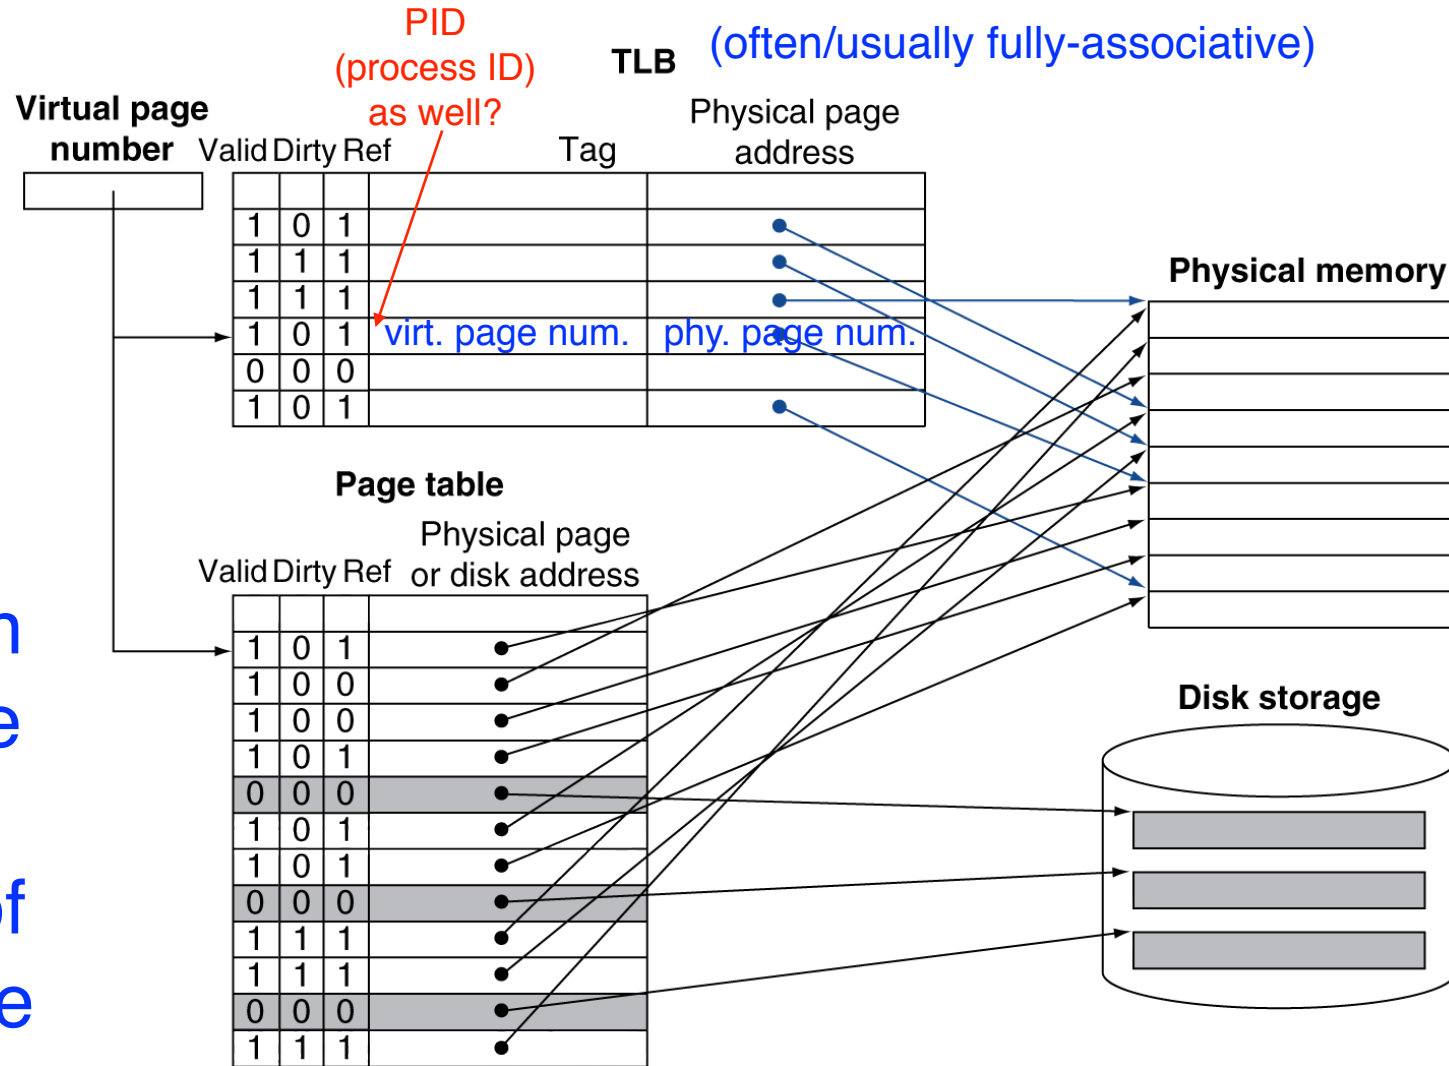 PID
(process ID)
as well?
TLB
(often/usually fully-associative)
Virtual page
number
Valid Dirty Ref
Tag
Physical page
address
1 0 1
1 1 1
1 1 1
1 0 1 virt. page num. phy. page num.
0 0 0
1 0 1
Physical memory
Page table
Physical page
or disk address
Valid Dirty Ref
1 0 1
1 0 0
1 0 0
1 0 1
0 0 0
1 0 1
1 0 1
0 0 0
1 1 1
1 1 1
0 0 0
1 1 1
Disk storage
e
of
e